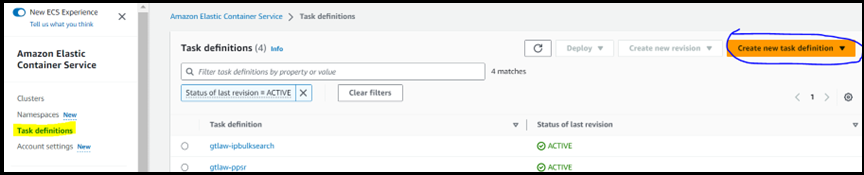 New ECS Experience
Tell us what you think
Amazon Elastic
Container Service
Clusters
Namespaces New
Task definitions
Account settings New
Amazon Elastic Container Service > Task definitions
Task definitions (4) Info
Deploy
Create new revision
Create new task definition
Filter task definitions by property or value
4 matches
Status of last revision = ACTIVE
Clear filters
1
Task definition
Status of last revision
gtlaw-ipbulksearch
ACTIVE
gtlaw-ppsr
ACTIVE